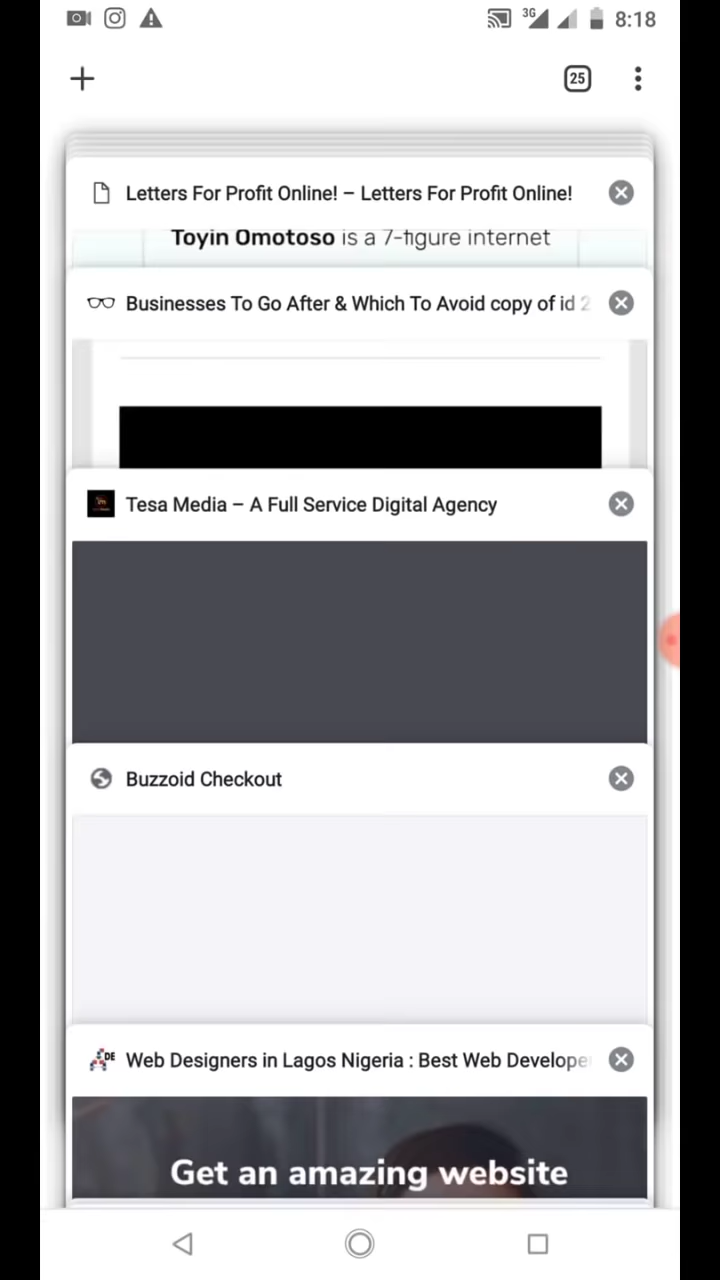 3G 8:18
25
Letters For Profit Online! – Letters For Profit Online!
Toyin Omotoso is a 7-figure internet
Businesses To Go After & Which To Avoid copy of id 2
Tesa Media – A Full Service Digital Agency
Buzzoid Checkout
DE Web Designers in Lagos Nigeria : Best Web Develope
Get an amazing website